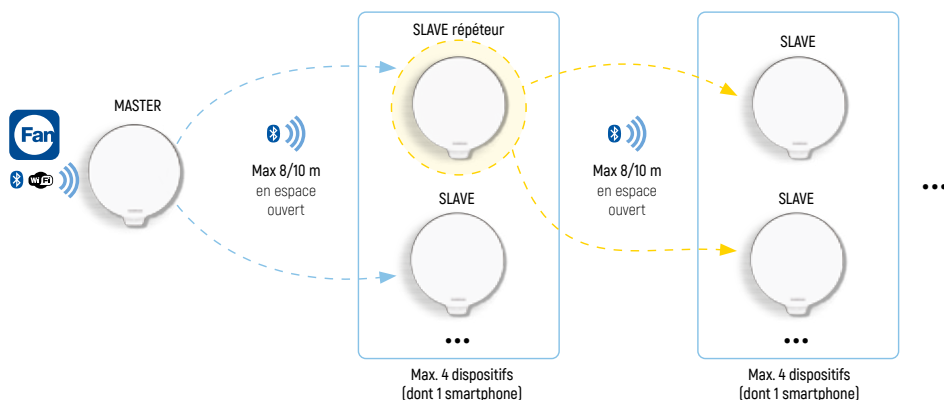 Fan
WiFi
MASTER
Max 8/10 m
en espace
ouvert
SLAVE répéteur
SLAVE
•••
Max. 4 dispositifs
(dont 1 smartphone)
Max 8/10 m
en espace
ouvert
SLAVE
SLAVE
•••
Max. 4 dispositifs
(dont 1 smartphone)
•••